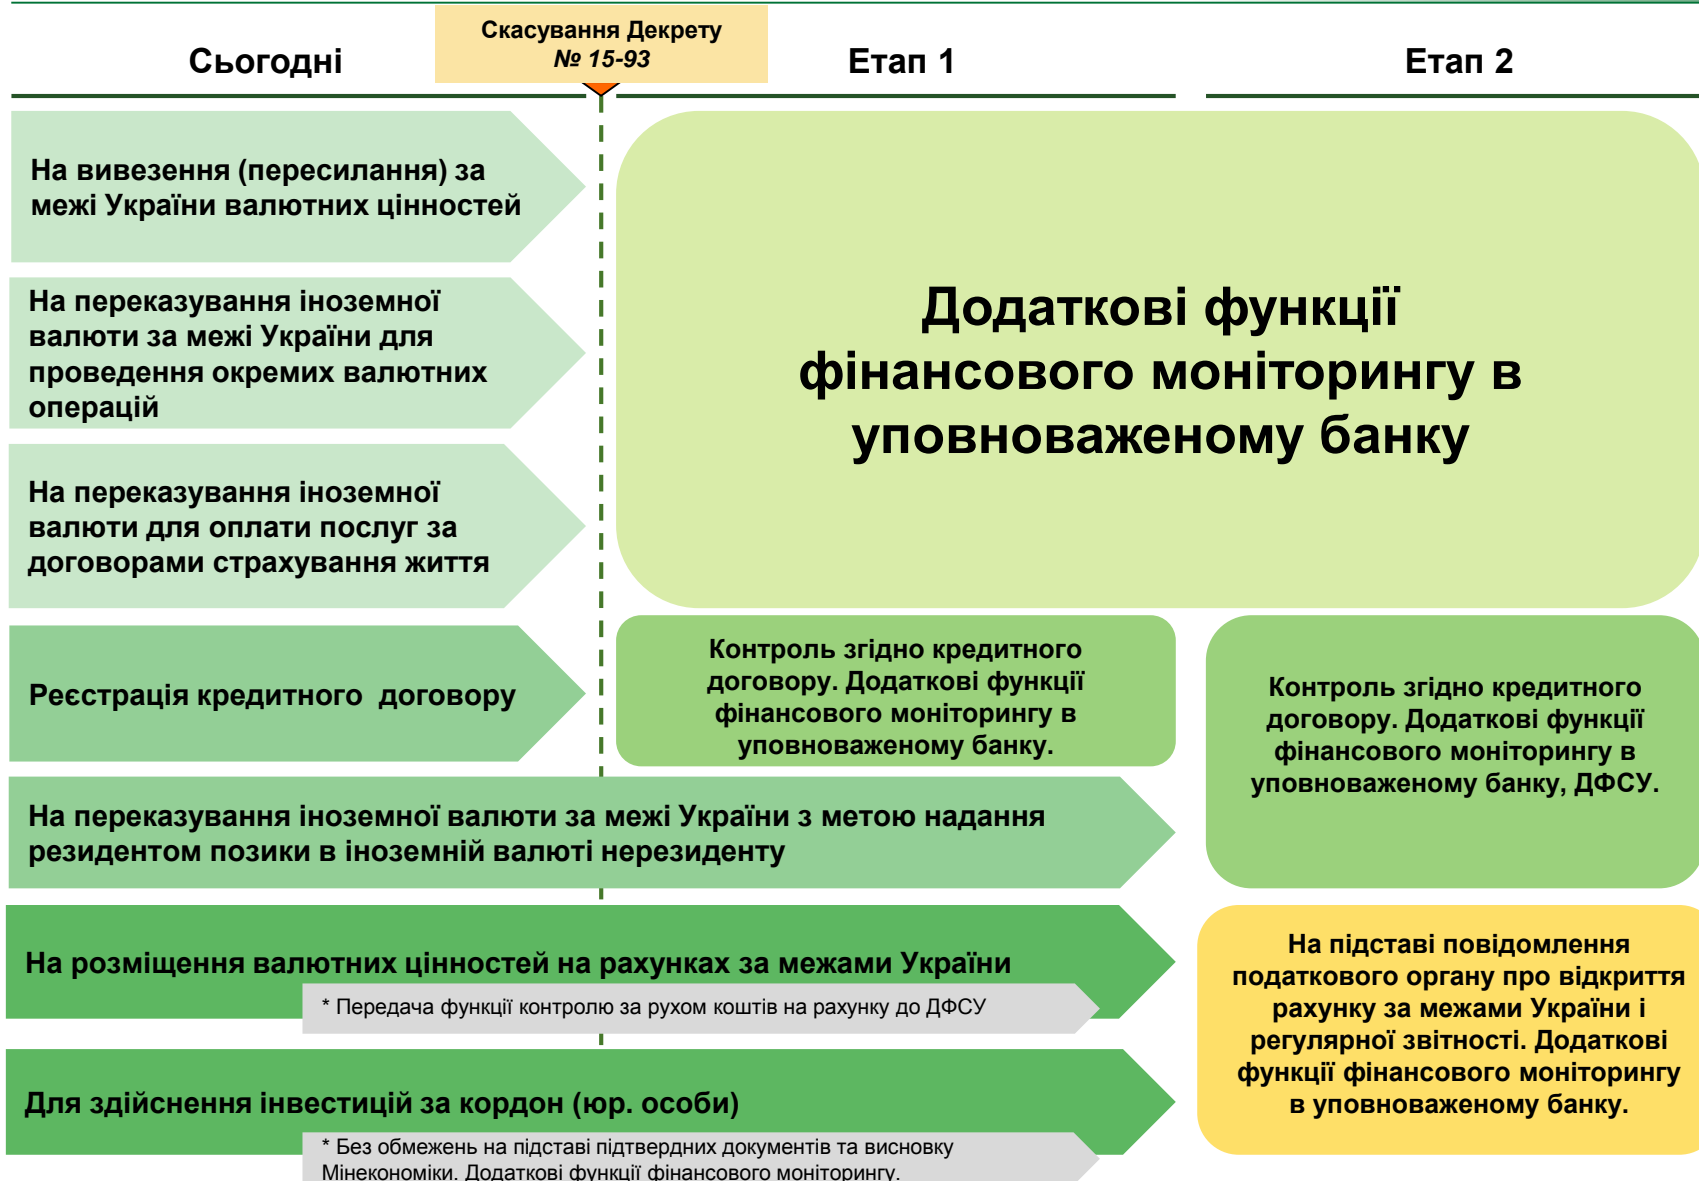 Сьогодні
Скасування Декрету
№ 15-93
Етап 1
Етап 2
На вивезення (пересилання) за
межі України валютних цінностей
На переказування іноземної
валюти за межі України для
проведення окремих валютних
операцій
На переказування іноземної
валюти для оплати послуг за
договорами страхування життя
Додаткові функції
фінансового моніторингу в
уповноваженому банку
Реєстрація кредитного договору
Контроль згідно кредитного
договору. Додаткові функції
фінансового моніторингу в
уповноваженому банку.
Контроль згідно кредитного
договору. Додаткові функції
фінансового моніторингу в
уповноваженому банку, ДФСУ.
На переказування іноземної валюти за межі України з метою надання
резидентом позики в іноземній валюті нерезиденту
На розміщення валютних цінностей на рахунках за межами України
* Передача функції контролю за рухом коштів на рахунку до ДФСУ
На підставі повідомлення
податкового органу про відкриття
рахунку за межами України і
регулярної звітності. Додаткові
функції фінансового моніторингу
в уповноваженому банку.
Для здійснення інвестицій за кордон (юр. особи)
* Без обмежень на підставі підтвердних документів та висновку
Мінекономіки. Додаткові функції фінансового моніторингу.